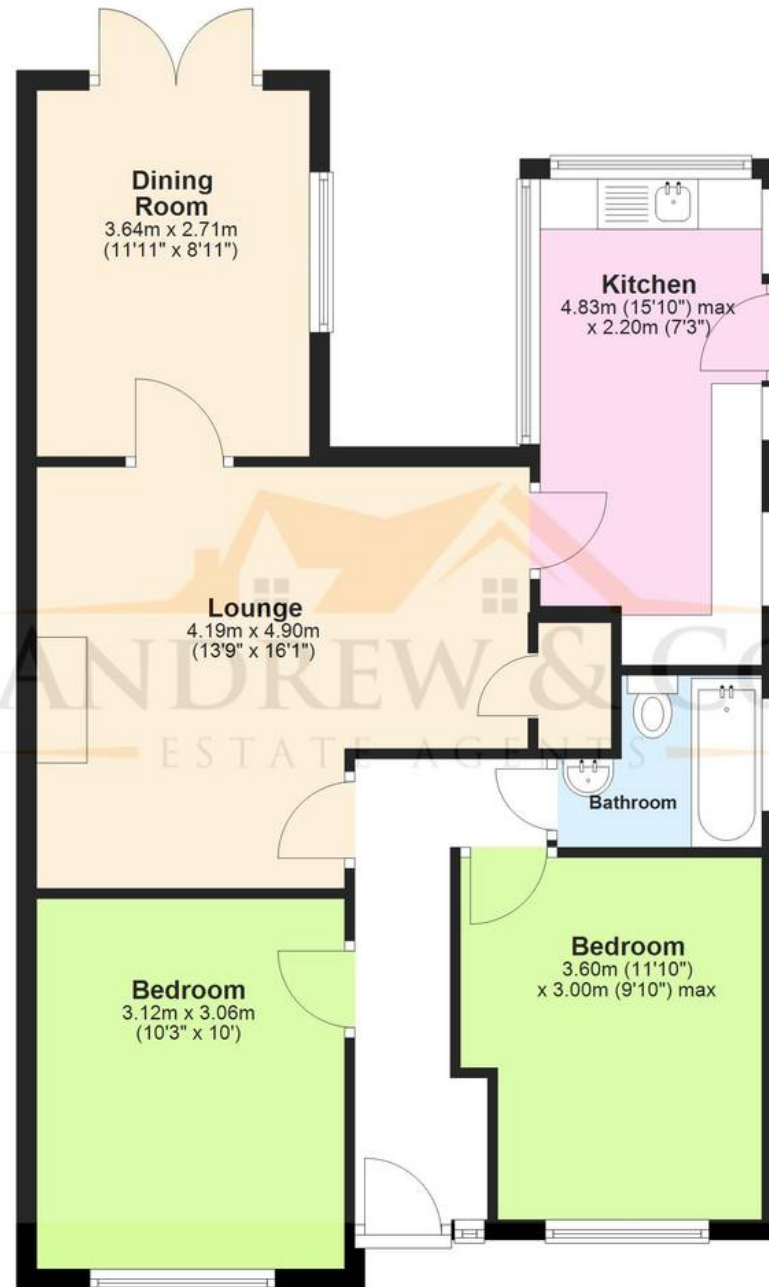 Dining
Room
3.64m x 2.71m
(11'11" x 8'11")
Kitchen
4.83m (15'10") max
x 2.20m (7'3")
Lounge
4.19m x 4.90m
(13'9" x 16'1")
ANDREW & CO
ESTATE AGENTS
Bathroom
Bedroom
3.60m (11'10")
x 3.00m (9'10") max
Bedroom
3.12m x 3.06m
(10'3" x 10')